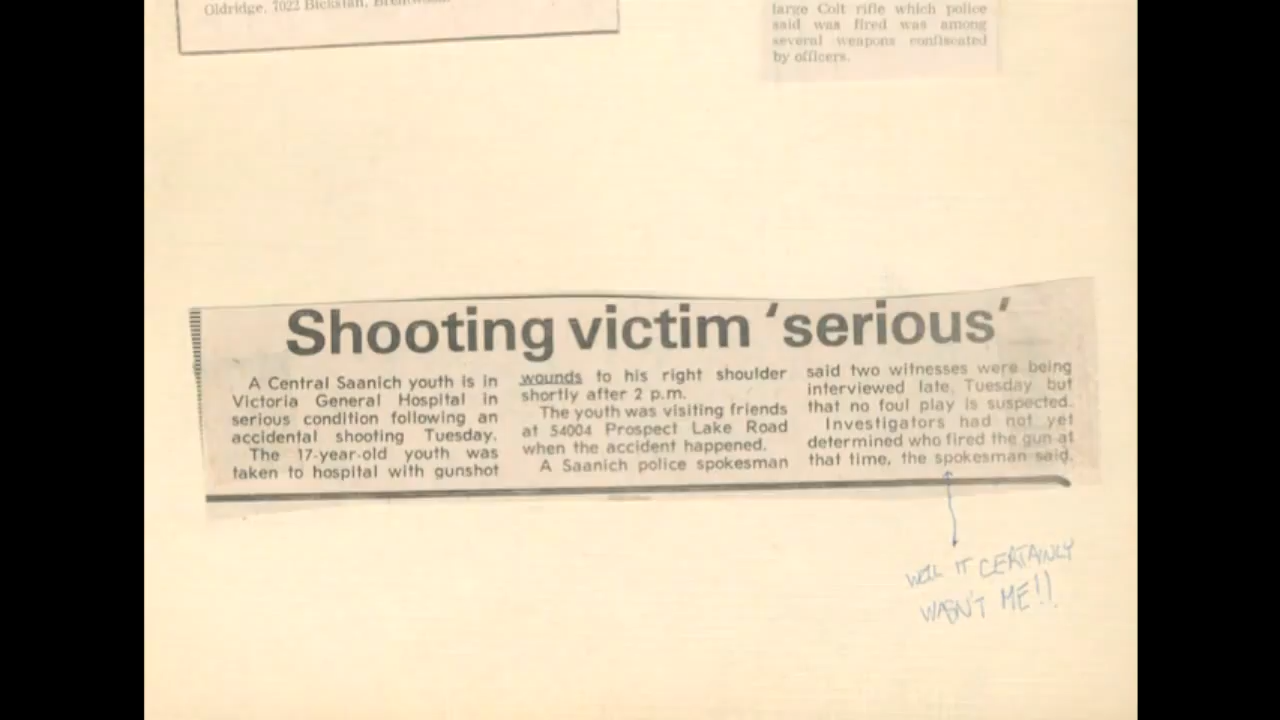 Oldridge, 7022 Bickstan,
large Colt rifle which police
said was fired was among
several weapons confiscated
by officers.
Shooting victim 'serious'
A Central Saanich youth is in
Victoria General Hospital in
serious condition following an
accidental shooting Tuesday.
The 17-year-old youth was
taken to hospital with gunshot
wounds to his right shoulder
shortly after 2 p.m.
The youth was visiting friends
at 54004 Prospect Lake Road
when the accident happened.
A Saanich police spokesman
said two witnesses were being
interviewed late, Tuesday but
that no foul play is suspected.
Investigators had not yet
determined who fired the gun at
that time, the spokesman said.
WELL IT CERTAINLY
WASN'T ME!!